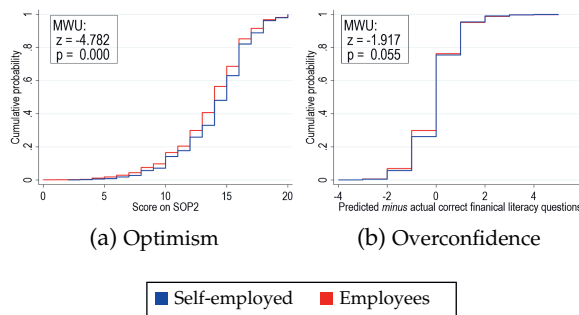 MWU:
z = -4.782
p = 0.000
Cumulative probability
0 .2 .4 .6 .8 1
0 5 10 15 20
Score on SOP2
(a) Optimism
MWU:
z = -1.917
p = 0.055
Cumulative probability
0 .2 .4 .6 .8 1
-4 -2 0 2 4
Predicted minus actual correct finanical literacy questions
(b) Overconfidence
Self-employed Employees